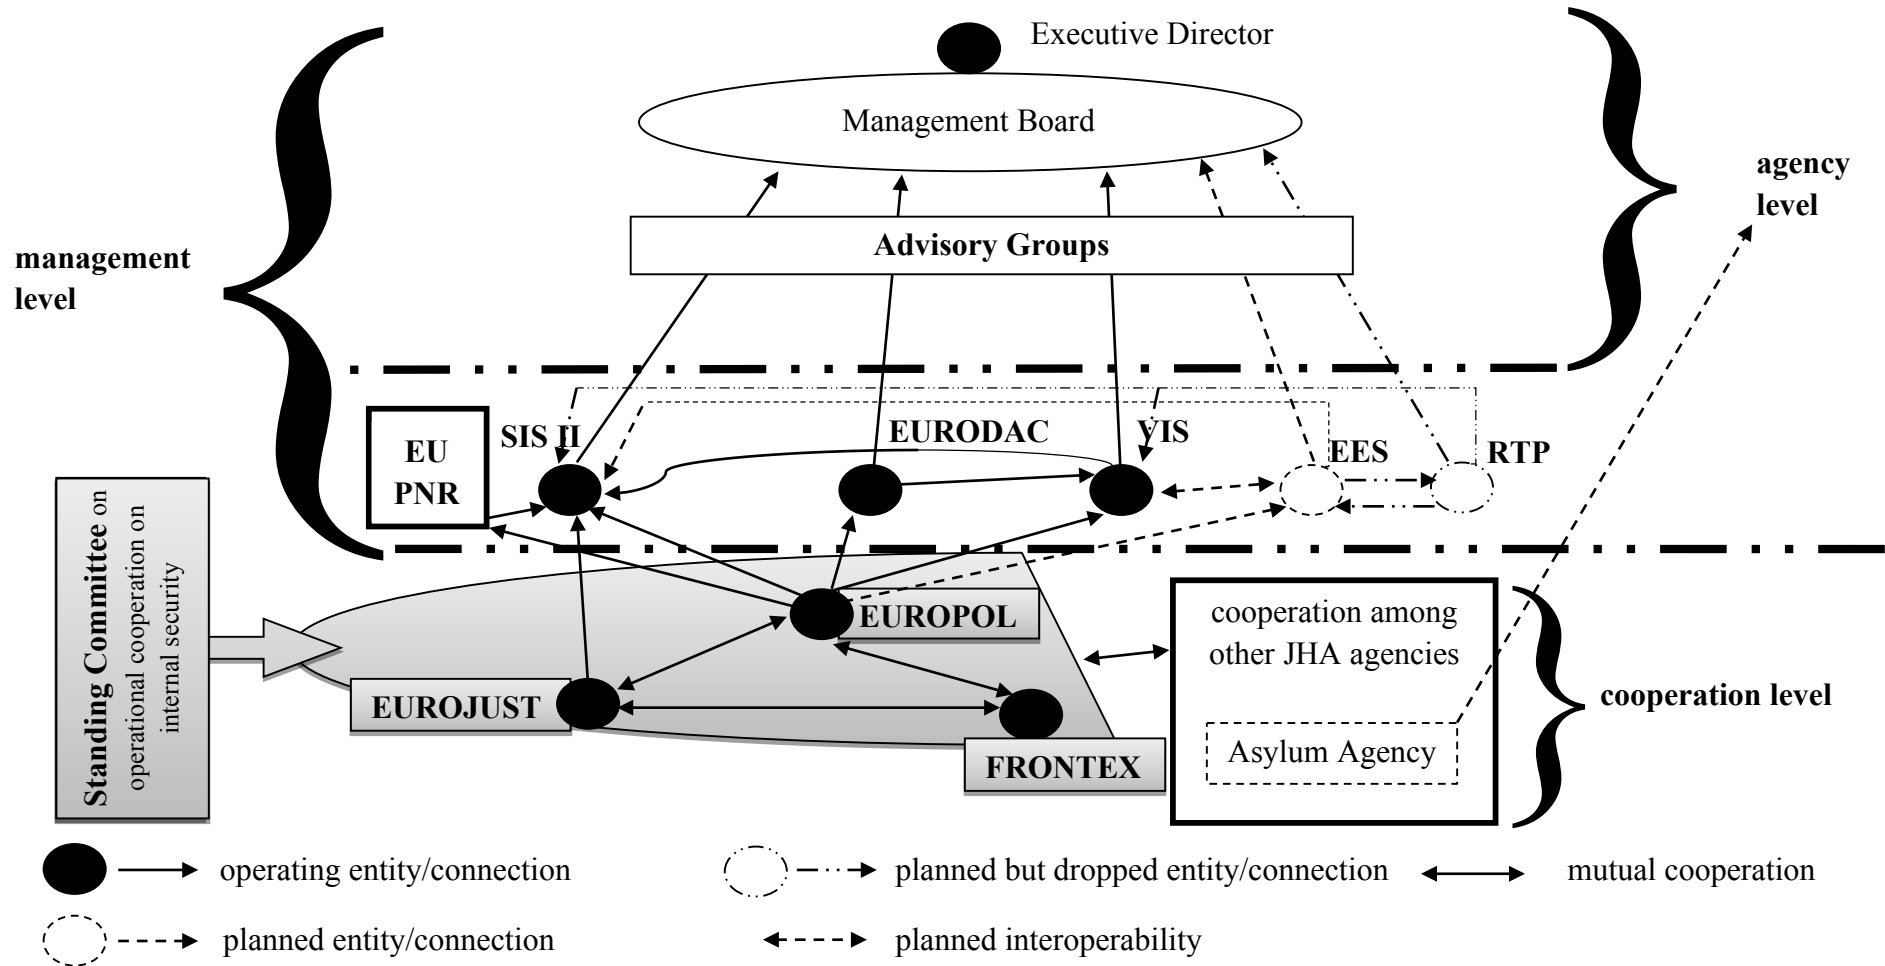 Executive Director
Management Board
agency
level
Advisory Groups
management
level
SIS II
EURODAC
VIS
EES
RTP
EU
PNR
Standing Committee on
operational cooperation on
internal security
EUROPOL
EUROJUST
FRONTEX
cooperation among
other JHA agencies
Asylum Agency
cooperation level
operating entity/connection
planned but dropped entity/connection
mutual cooperation
planned entity/connection
planned interoperability